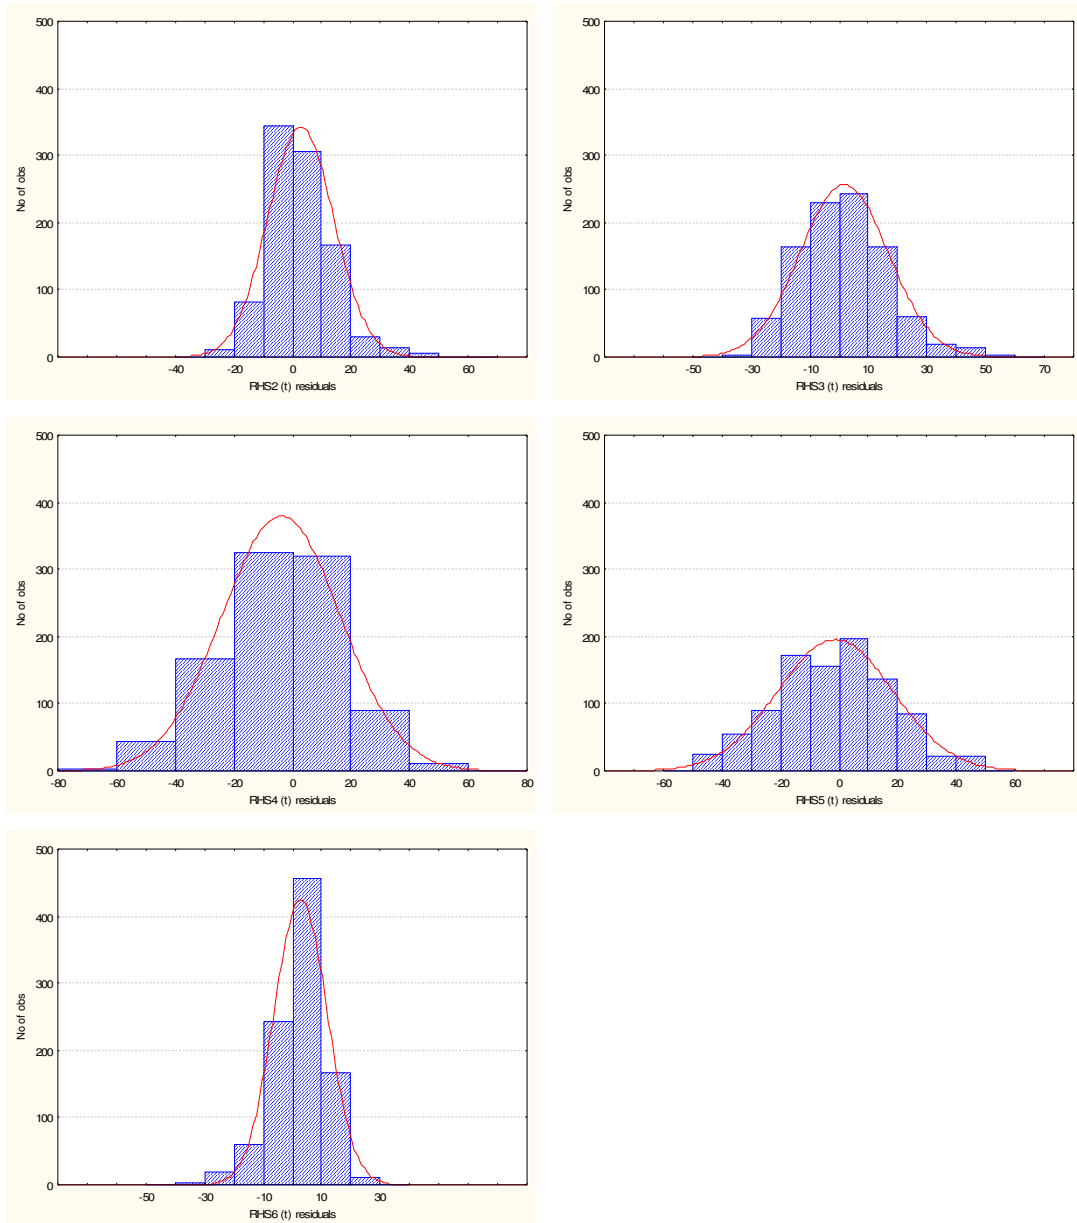 500
400
300
200
100
0
No of obs
-40 -20 0 20 40 60
RHS2 (t) residuals
500
400
300
200
100
0
No of obs
-50 -30 -10 10 30 50 70
RHS3 (t) residuals
500
400
300
200
100
0
No of obs
-80 -60 -40 -20 0 20 40 60 80
RHS4 (t) residuals
500
400
300
200
100
0
No of obs
-60 -40 -20 0 20 40 60
RHS5 (t) residuals
500
400
300
200
100
0
No of obs
-50 -30 -10 10 30
RHS6 (t) residuals